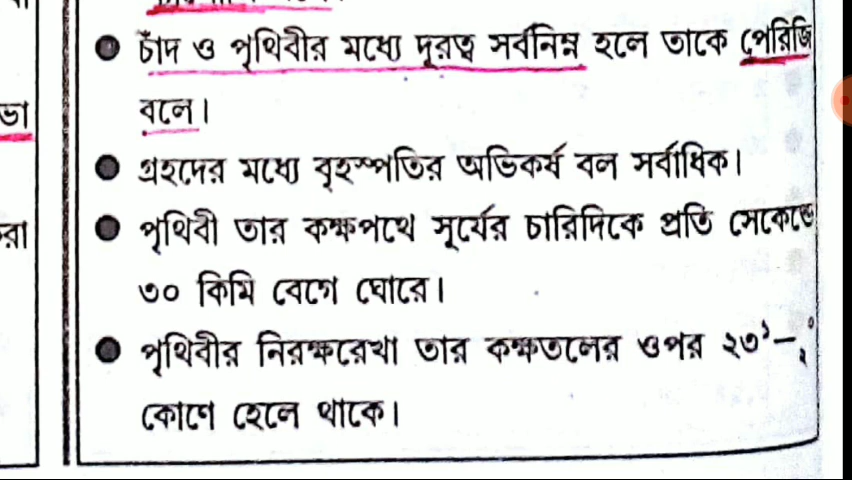 ভা
রা
● চাঁদ ও পৃথিবীর মধ্যে দূরত্ব সর্বনিম্ন হলে তাকে পেরিজি
বলে।
● গ্রহদের মধ্যে বৃহস্পতির অভিকর্ষ বল সর্বাধিক।
● পৃথিবী তার কক্ষপথে সূর্যের চারিদিকে প্রতি সেকেন্ডে
৩০ কিমি বেগে ঘোরে।
● পৃথিবীর নিরক্ষরেখা তার কক্ষতলের ওপর ২৩¹–₂°
কোণে হেলে থাকে।